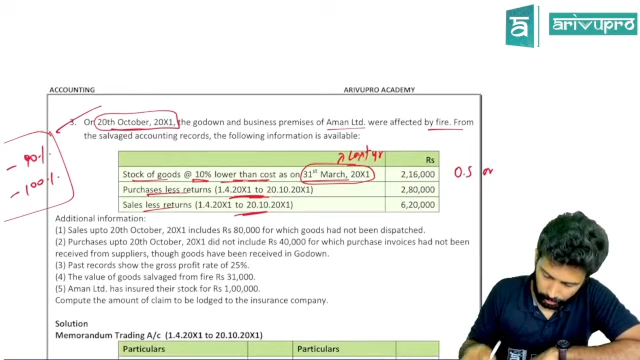 ARIVUPRO
ACCOUNTING
ARIVUPRO ACADEMY
3. On 20th October, 20X1, the godown and business premises of Aman Ltd. were affected by fire. From
the salvaged accounting records, the following information is available:
Rs
Stock of goods @ 10% lower than cost as on 31st March, 20X1
2,16,000
0.5 or
Purchases less returns (1.4.20X1 to 20.10.20X1)
2,80,000
Sales less returns (1.4.20X1 to 20.10.20X1)
6,20,000
- 90%
- 100%
Additional information:
(1) Sales upto 20th October, 20X1 includes Rs 80,000 for which goods had not been dispatched.
(2) Purchases upto 20th October, 20X1 did not include Rs 40,000 for which purchase invoices had not been
received from suppliers, though goods have been received in Godown.
(3) Past records show the gross profit rate of 25%.
(4) The value of goods salvaged from fire Rs 31,000.
(5) Aman Ltd. has insured their stock for Rs 1,00,000.
Compute the amount of claim to be lodged to the insurance company.
Solution
Memorandum Trading A/c (1.4.20X1 to 20.10.20X1)
Particulars
Particulars